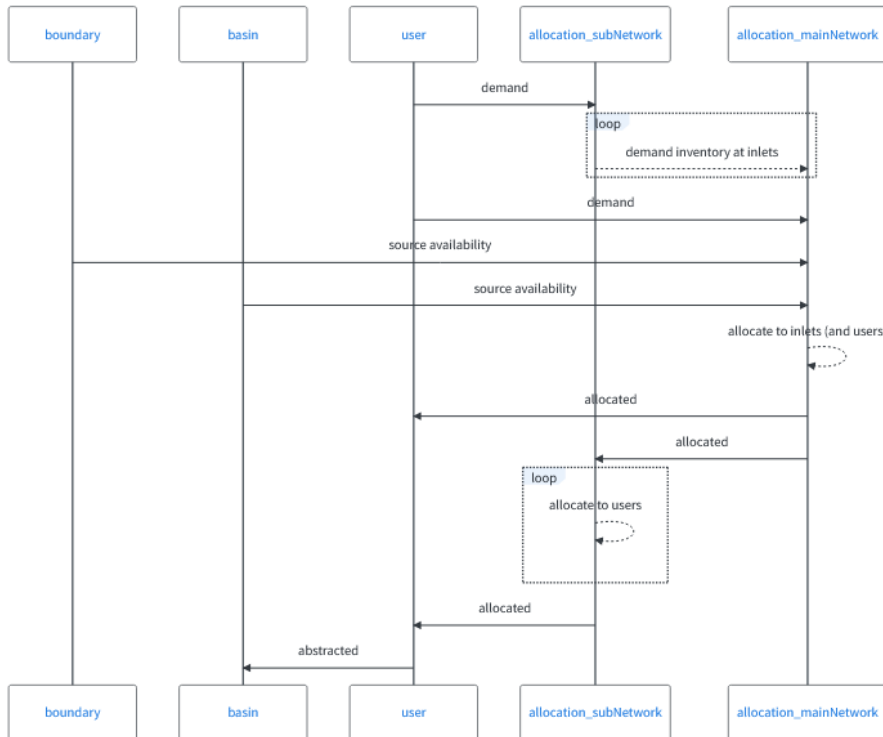 boundary
basin
user
allocation_subNetwork
allocation_mainNetwork
demand
loop
demand inventory at inlets
demand
source availability
source availability
allocate to inlets (and users
allocated
allocated
loop
allocate to users
allocated
abstracted
boundary
basin
user
allocation_subNetwork
allocation_mainNetwork